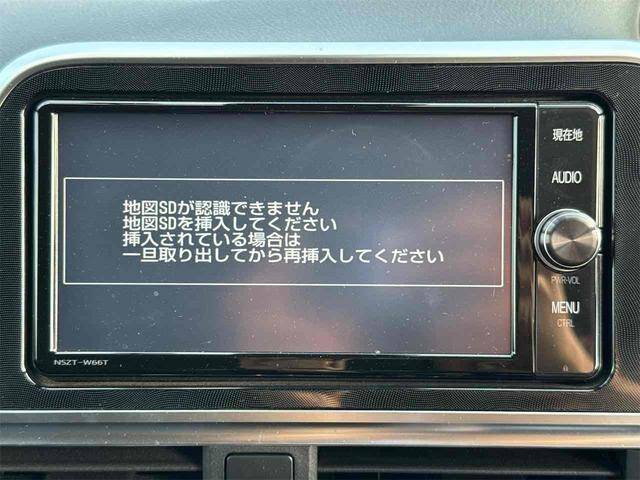 地図SDが認識できません
地図SDを挿入してください
挿入されている場合は
一旦取り出してから再挿入してください
現在地
AUDIO
PWR•VOL
MENU
CTRL
NSZT-W66T